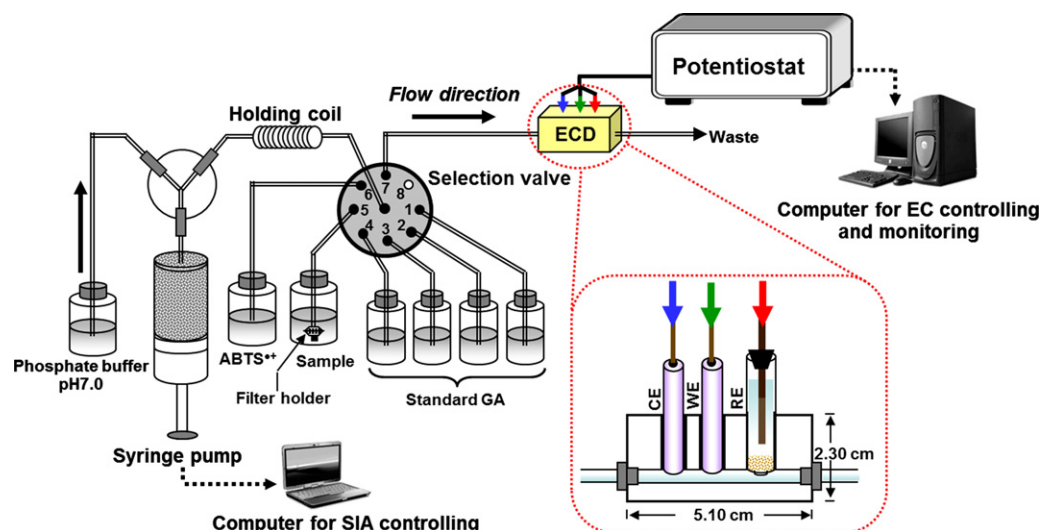 Potentiostat
Flow direction
Holding coil
ECD
Waste
Selection valve
7
8
6
5
1
4
3
2
Computer for EC controlling
and monitoring
Phosphate buffer
pH7.0
ABTS•+
Sample
Filter holder
Standard GA
Syringe pump
Computer for SIA controlling
CE
WE
RE
2.30 cm
5.10 cm